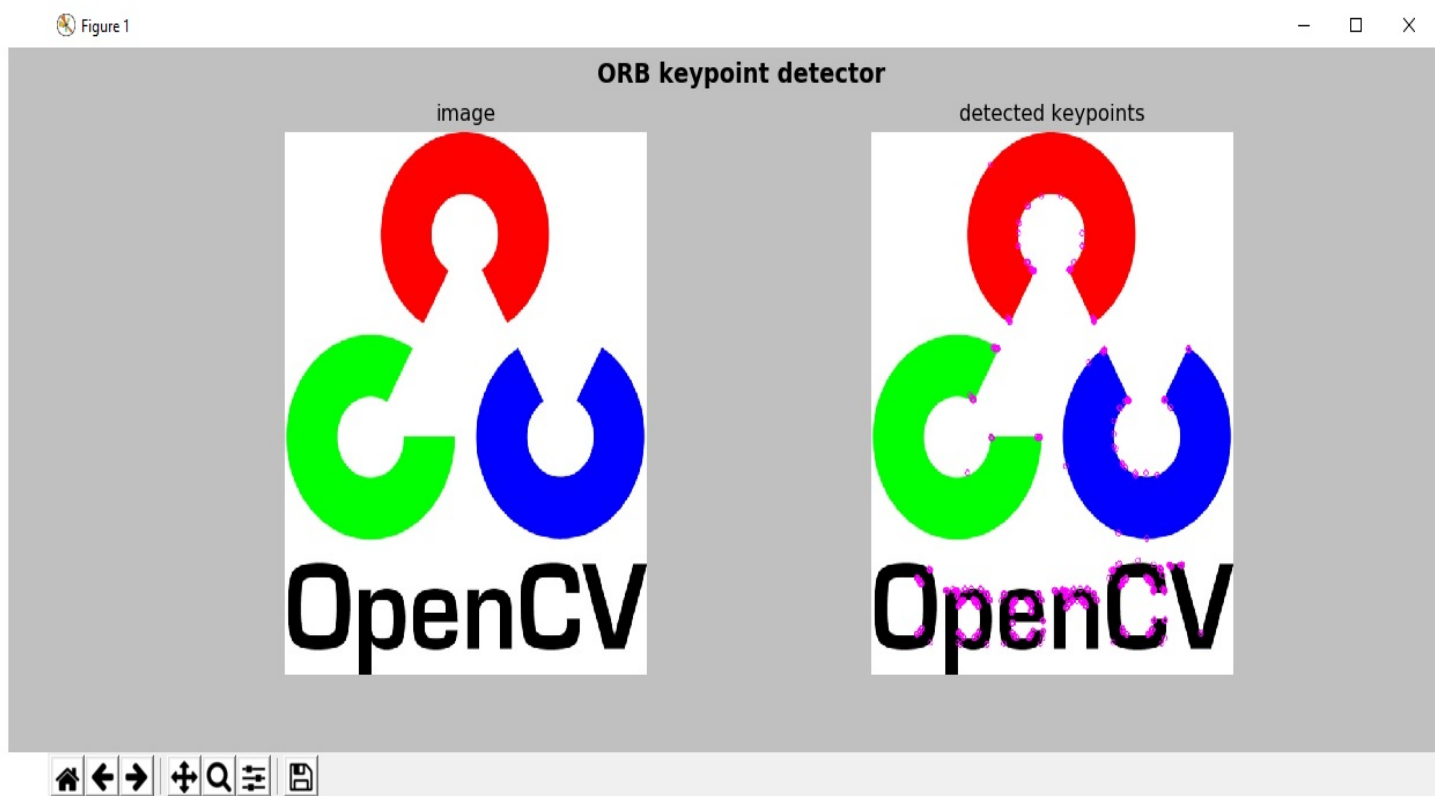 Figure 1
ORB keypoint detector
image
detected keypoints
OpenCV
OpenCV